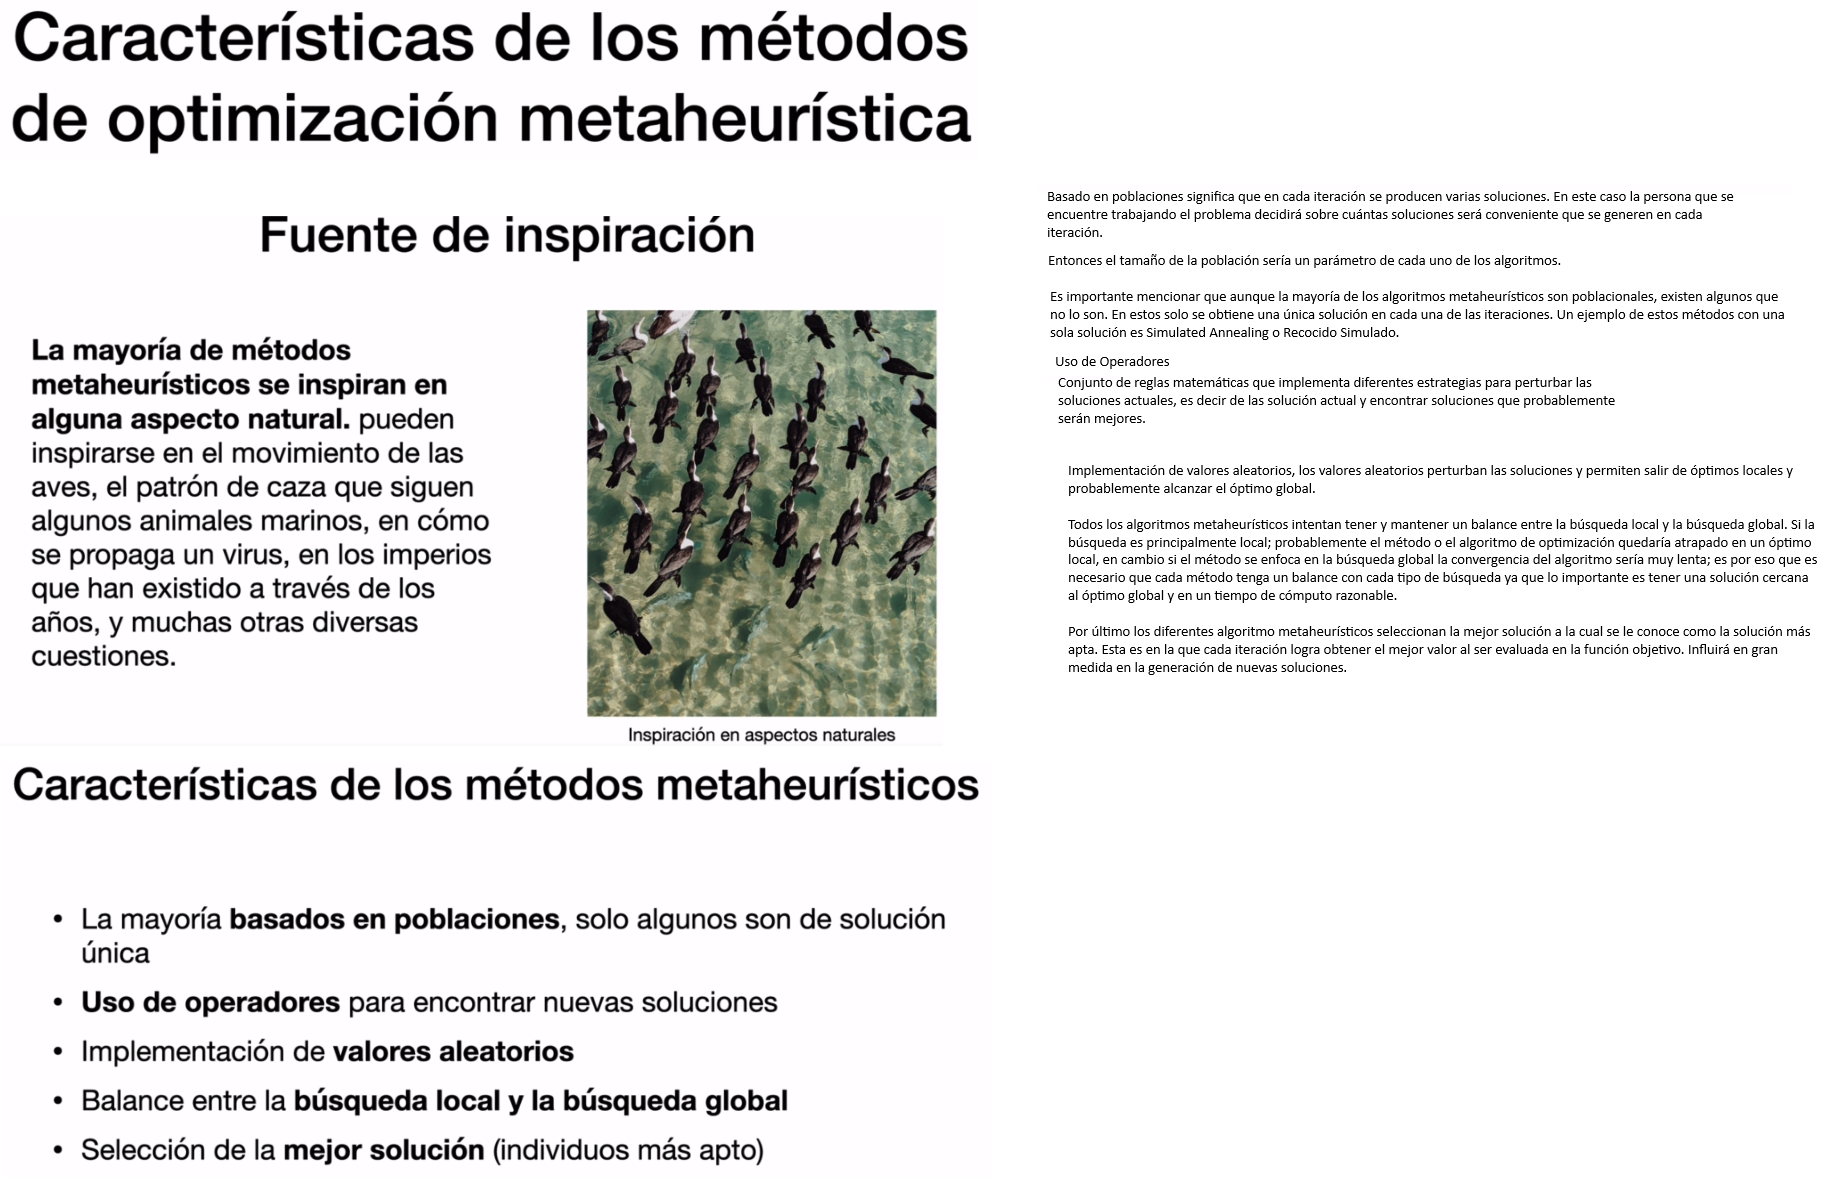 Características de los métodos
de optimización metaheurística
Fuente de inspiración
La mayoría de métodos
metaheurísticos se inspiran en
alguna aspecto natural. pueden
inspirarse en el movimiento de las
aves, el patrón de caza que siguen
algunos animales marinos, en cómo
se propaga un virus, en los imperios
que han existido a través de los
años, y muchas otras diversas
cuestiones.
Inspiración en aspectos naturales
Características de los métodos metaheurísticos
• La mayoría basados en poblaciones, solo algunos son de solución
única
• Uso de operadores para encontrar nuevas soluciones
• Implementación de valores aleatorios
• Balance entre la búsqueda local y la búsqueda global
• Selección de la mejor solución (individuos más apto)
Basado en poblaciones significa que en cada iteración se producen varias soluciones. En este caso la persona que se
encuentre trabajando el problema decidirá sobre cuántas soluciones será conveniente que se generen en cada
iteración.
Entonces el tamaño de la población sería un parámetro de cada uno de los algoritmos.
Es importante mencionar que aunque la mayoría de los algoritmos metaheurísticos son poblacionales, existen algunos que
no lo son. En estos solo se obtiene una única solución en cada una de las iteraciones. Un ejemplo de estos métodos con una
sola solución es Simulated Annealing o Recocido Simulado.
Uso de Operadores
Conjunto de reglas matemáticas que implementa diferentes estrategias para perturbar las
soluciones actuales, es decir de las solución actual y encontrar soluciones que probablemente
serán mejores.
Implementación de valores aleatorios, los valores aleatorios perturban las soluciones y permiten salir de óptimos locales y
probablemente alcanzar el óptimo global.
Todos los algoritmos metaheurísticos intentan tener y mantener un balance entre la búsqueda local y la búsqueda global. Si la
búsqueda es principalmente local; probablemente el método o el algoritmo de optimización quedaría atrapado en un óptimo
local, en cambio si el método se enfoca en la búsqueda global la convergencia del algoritmo sería muy lenta; es por eso que es
necesario que cada método tenga un balance con cada tipo de búsqueda ya que lo importante es tener una solución cercana
al óptimo global y en un tiempo de cómputo razonable.
Por último los diferentes algoritmo metaheurísticos seleccionan la mejor solución a la cual se le conoce como la solución más
apta. Esta es en la que cada iteración logra obtener el mejor valor al ser evaluada en la función objetivo. Influirá en gran
medida en la generación de nuevas soluciones.